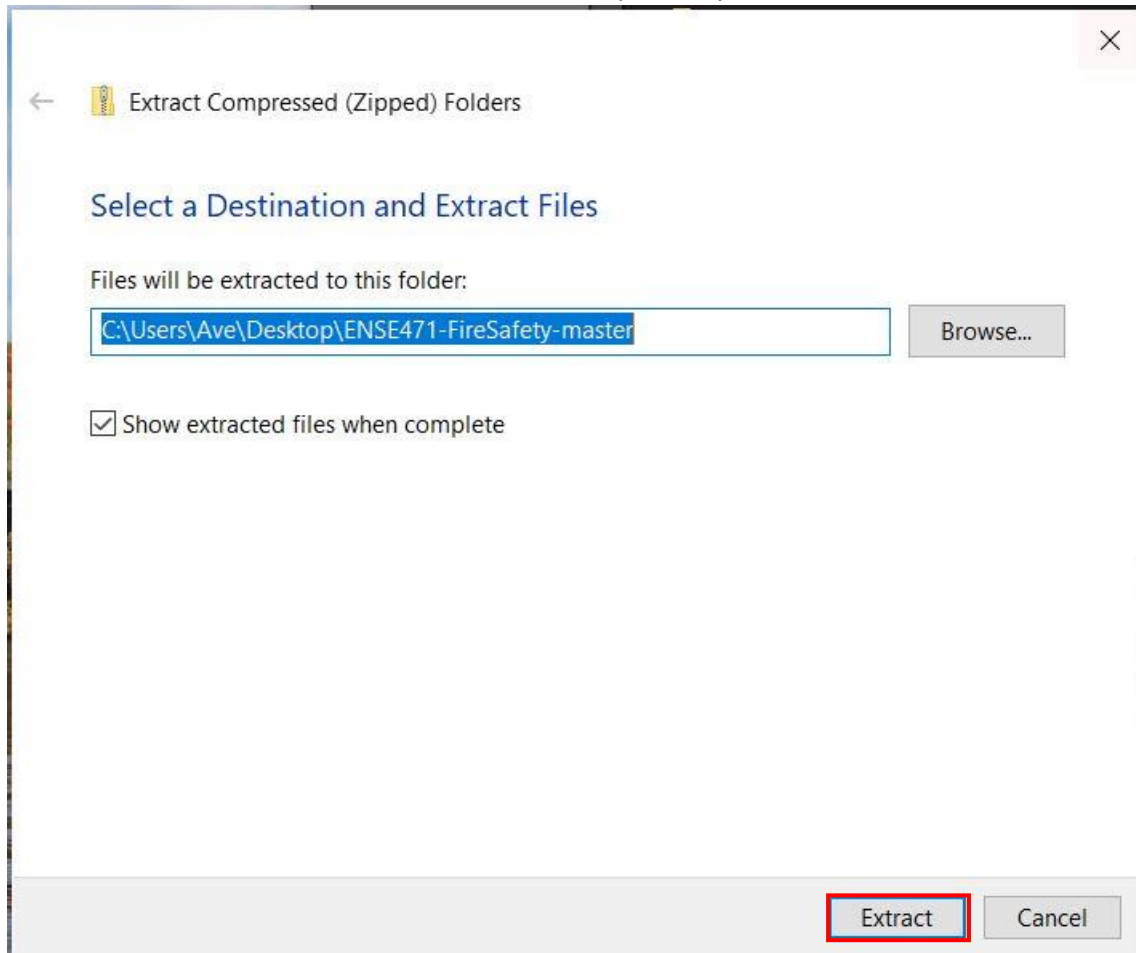 Extract Compressed (Zipped) Folders
Select a Destination and Extract Files
Files will be extracted to this folder:
C:\Users\Ave\Desktop\ENSE471-FireSafety-master
Browse...
Show extracted files when complete
Extract
Cancel